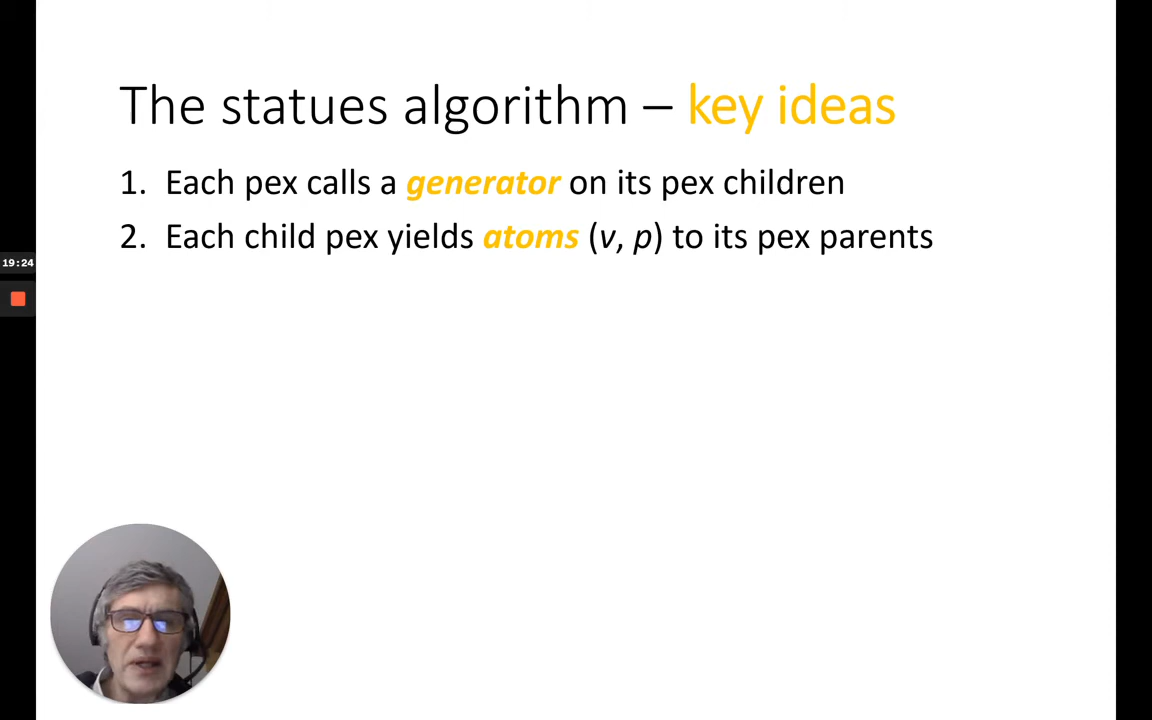 The statues algorithm – key ideas
1. Each pex calls a generator on its pex children
2. Each child pex yields atoms (v, p) to its pex parents
19:24